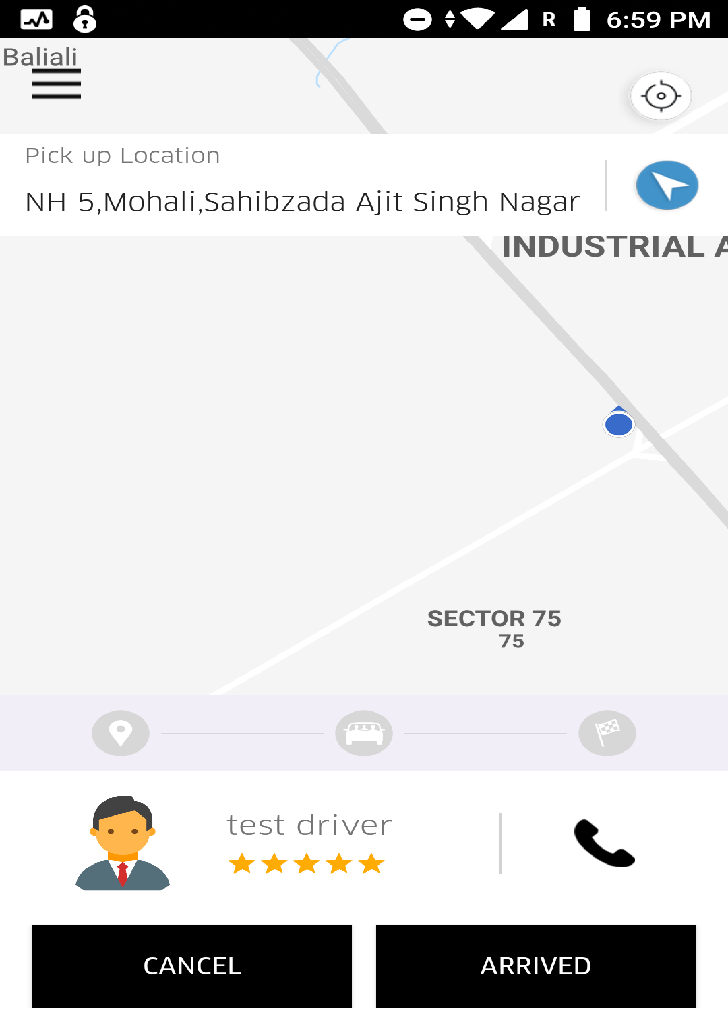 R 6:59 PM
Baliali
Pick up Location
NH 5,Mohali,Sahibzada Ajit Singh Nagar
INDUSTRIAL A
SECTOR 75
75
test driver
CANCEL
ARRIVED